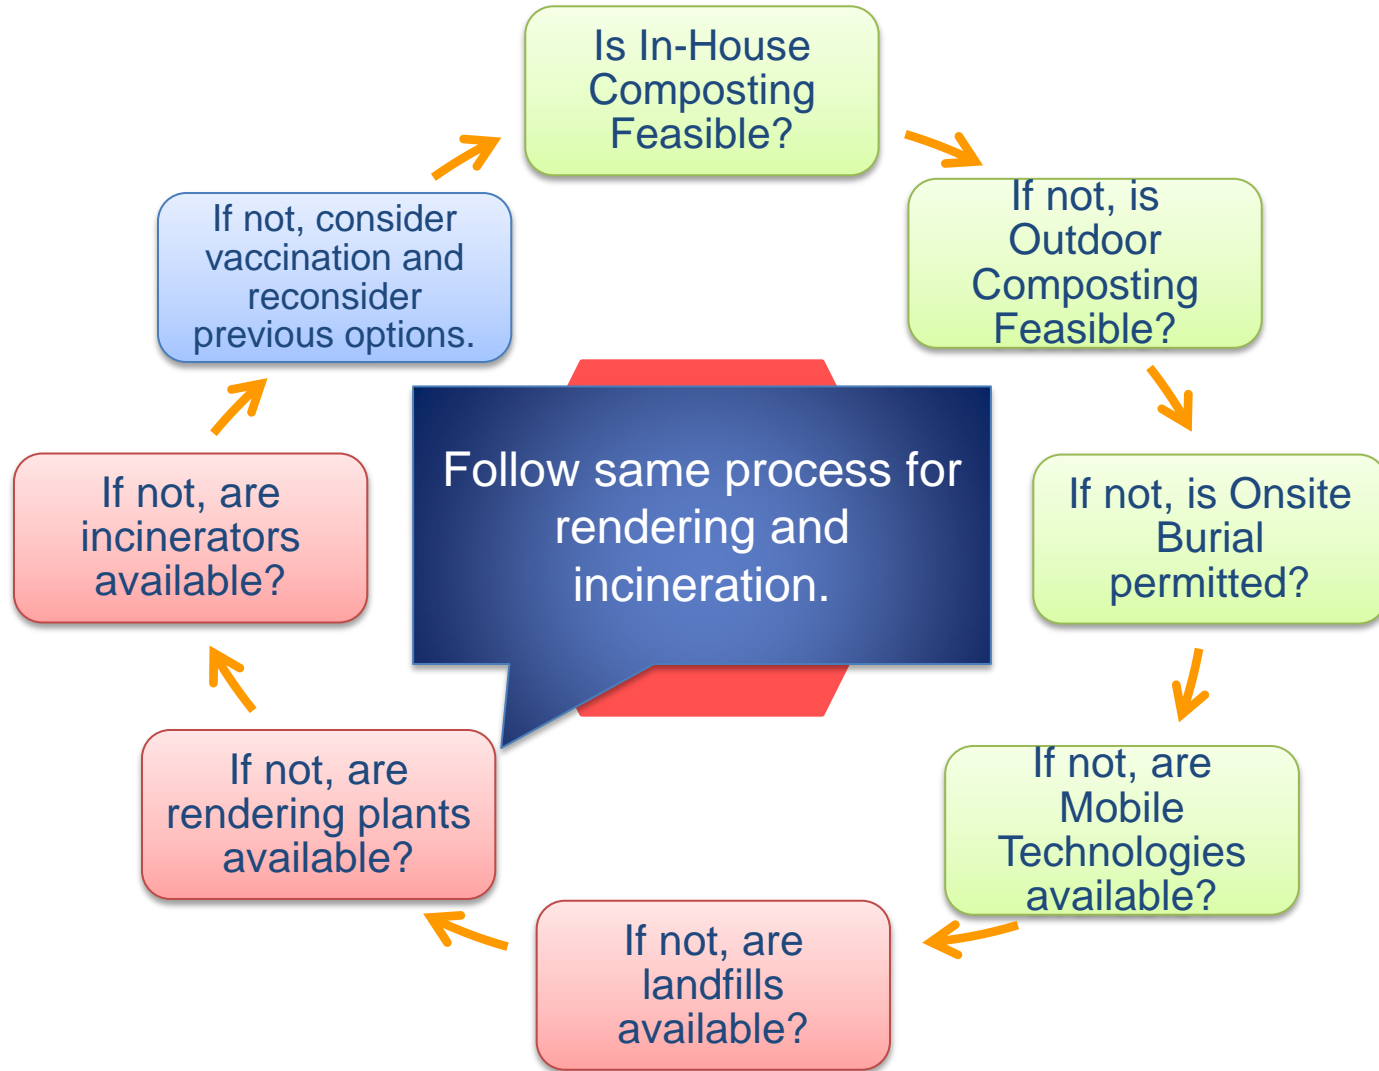 Is In-House
Composting
Feasible?
If not, is
Outdoor
Composting
Feasible?
If not, is Onsite
Burial
permitted?
If not, are
Mobile
Technologies
available?
If not, are
landfills
available?
If not, are
rendering plants
available?
If not, are
incinerators
available?
If not, consider
vaccination and
reconsider
previous options.
Follow same process for
rendering and
incineration.